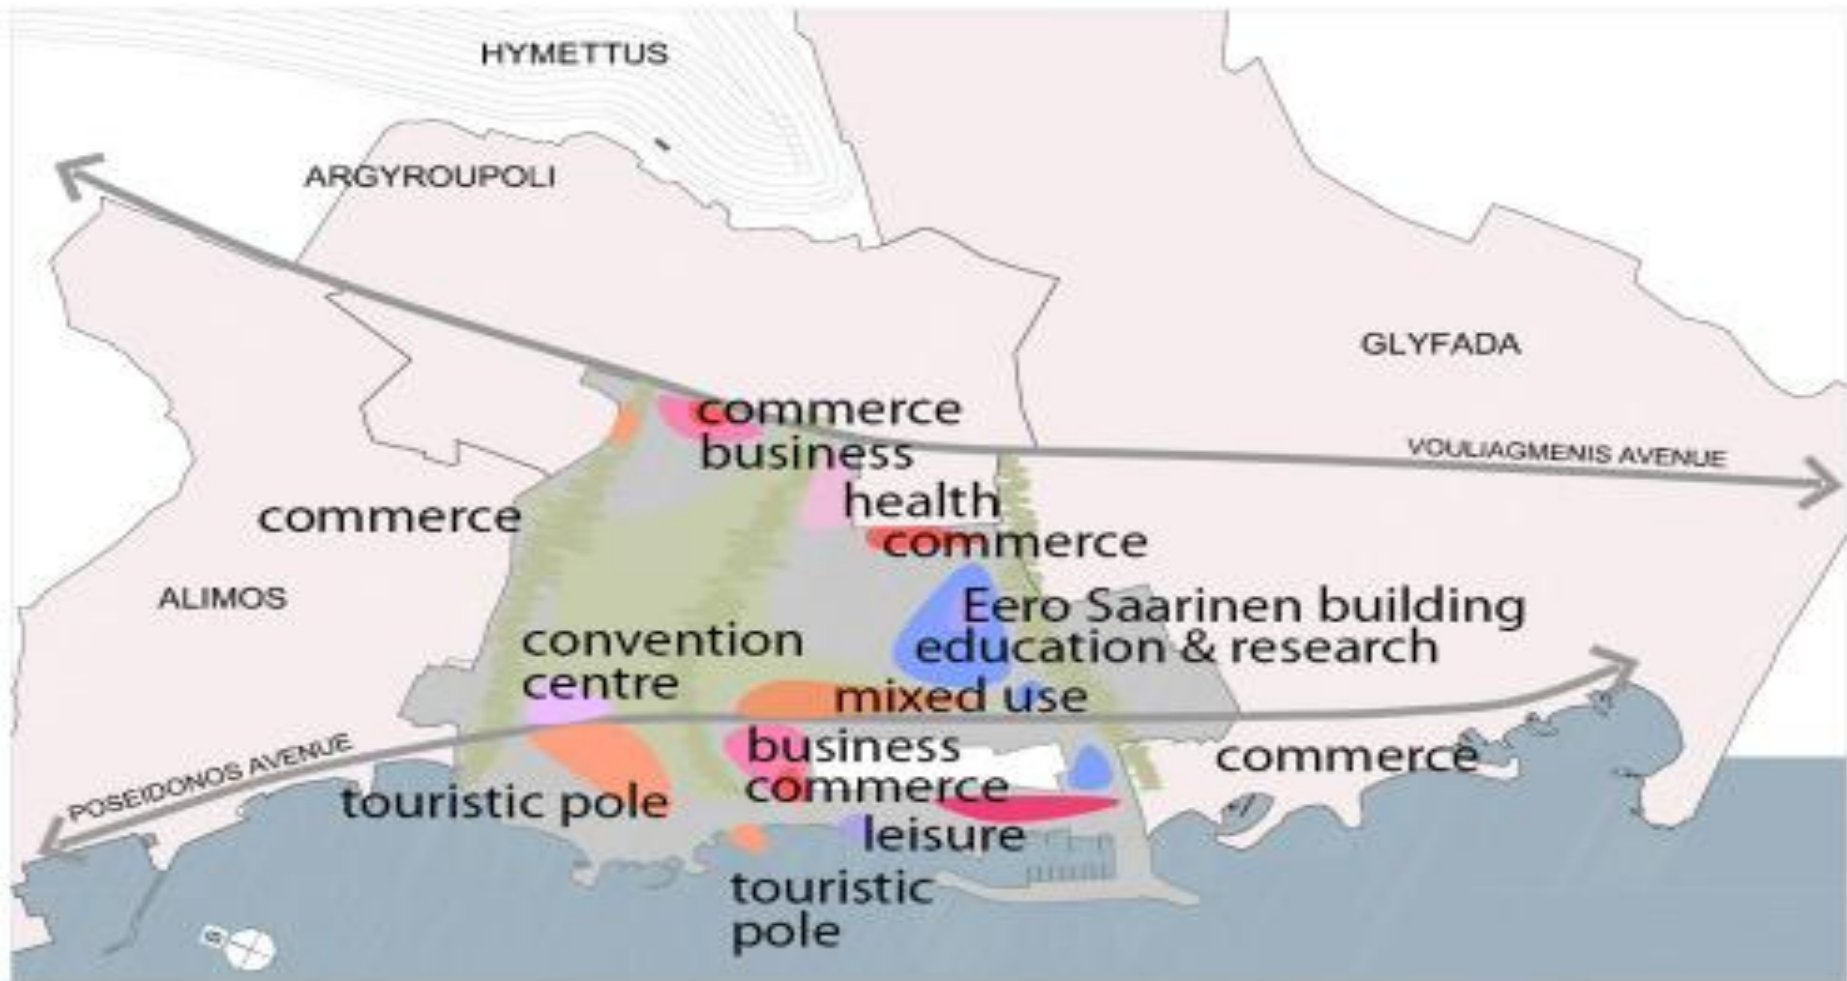 HYMETTUS
ARGYROUPOLI
GLYFADA
commerce
business
VOULIAGMENIS AVENUE
health
commerce
commerce
ALIMOS
Eero Saarinen building
education & research
convention
centre
mixed use
POSEIDONOS AVENUE
business
commerce
commerce
touristic pole
leisure
touristic
pole